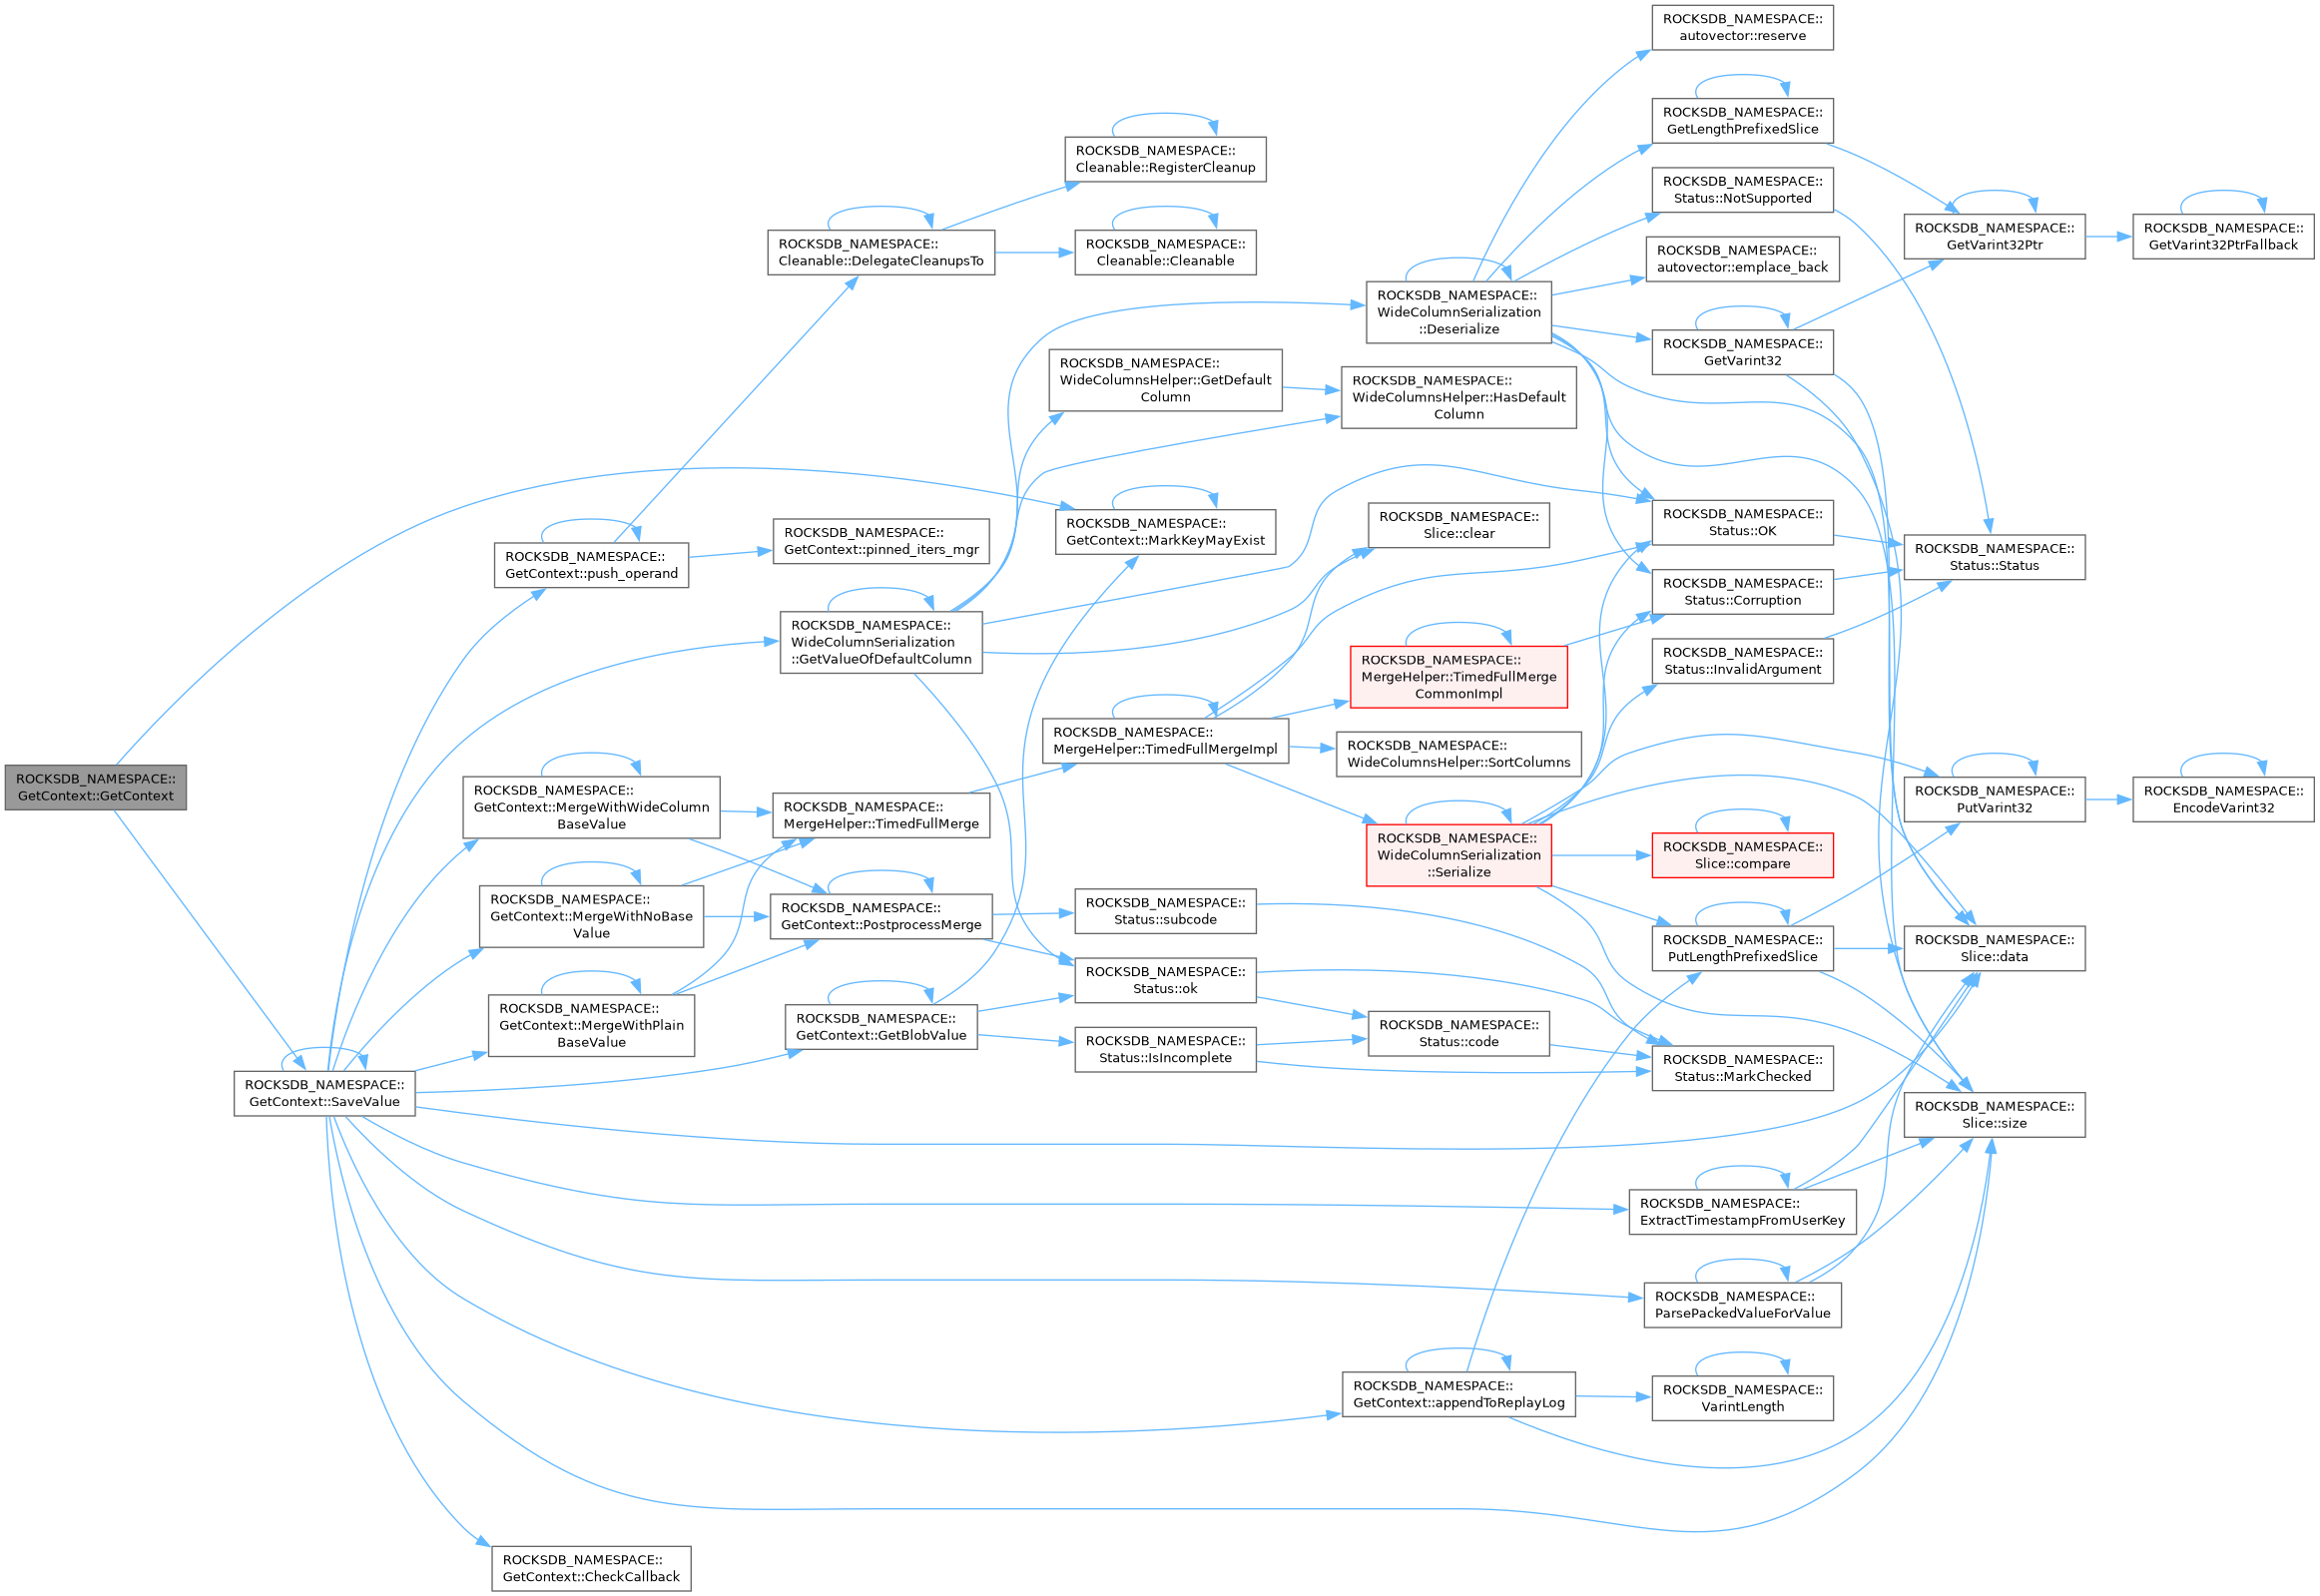 ROCKSDB_NAMESPACE::
GetContext::GetContext
ROCKSDB_NAMESPACE::
GetContext::SaveValue
ROCKSDB_NAMESPACE::
GetContext::push_operand
ROCKSDB_NAMESPACE::
GetContext::MergeWithWideColumn
BaseValue
ROCKSDB_NAMESPACE::
GetContext::MergeWithNoBase
Value
ROCKSDB_NAMESPACE::
GetContext::MergeWithPlain
BaseValue
ROCKSDB_NAMESPACE::
GetContext::CheckCallback
ROCKSDB_NAMESPACE::
Cleanable::DelegateCleanupsTo
ROCKSDB_NAMESPACE::
GetContext::pinned_iters_mgr
ROCKSDB_NAMESPACE::
WideColumnSerialization
::GetValueOfDefaultColumn
ROCKSDB_NAMESPACE::
MergeHelper::TimedFullMerge
ROCKSDB_NAMESPACE::
GetContext::PostprocessMerge
ROCKSDB_NAMESPACE::
GetContext::GetBlobValue
ROCKSDB_NAMESPACE::
Cleanable::RegisterCleanup
ROCKSDB_NAMESPACE::
Cleanable::Cleanable
ROCKSDB_NAMESPACE::
WideColumnsHelper::GetDefault
Column
ROCKSDB_NAMESPACE::
GetContext::MarkKeyMayExist
ROCKSDB_NAMESPACE::
MergeHelper::TimedFullMergeImpl
ROCKSDB_NAMESPACE::
Status::subcode
ROCKSDB_NAMESPACE::
Status::ok
ROCKSDB_NAMESPACE::
Status::IsIncomplete
ROCKSDB_NAMESPACE::
WideColumnSerialization
::Deserialize
ROCKSDB_NAMESPACE::
WideColumnsHelper::HasDefault
Column
ROCKSDB_NAMESPACE::
Slice::clear
ROCKSDB_NAMESPACE::
MergeHelper::TimedFullMerge
CommonImpl
ROCKSDB_NAMESPACE::
WideColumnsHelper::SortColumns
ROCKSDB_NAMESPACE::
WideColumnSerialization
::Serialize
ROCKSDB_NAMESPACE::
Status::code
ROCKSDB_NAMESPACE::
GetContext::appendToReplayLog
ROCKSDB_NAMESPACE::
autovector::reserve
ROCKSDB_NAMESPACE::
GetLengthPrefixedSlice
ROCKSDB_NAMESPACE::
Status::NotSupported
ROCKSDB_NAMESPACE::
autovector::emplace_back
ROCKSDB_NAMESPACE::
GetVarint32
ROCKSDB_NAMESPACE::
Status::OK
ROCKSDB_NAMESPACE::
Status::Corruption
ROCKSDB_NAMESPACE::
Status::InvalidArgument
ROCKSDB_NAMESPACE::
Slice::compare
ROCKSDB_NAMESPACE::
PutLengthPrefixedSlice
ROCKSDB_NAMESPACE::
Status::MarkChecked
ROCKSDB_NAMESPACE::
ExtractTimestampFromUserKey
ROCKSDB_NAMESPACE::
ParsePackedValueForValue
ROCKSDB_NAMESPACE::
VarintLength
ROCKSDB_NAMESPACE::
GetVarint32Ptr
ROCKSDB_NAMESPACE::
Status::Status
ROCKSDB_NAMESPACE::
PutVarint32
ROCKSDB_NAMESPACE::
Slice::data
ROCKSDB_NAMESPACE::
Slice::size
ROCKSDB_NAMESPACE::
GetVarint32PtrFallback
ROCKSDB_NAMESPACE::
EncodeVarint32